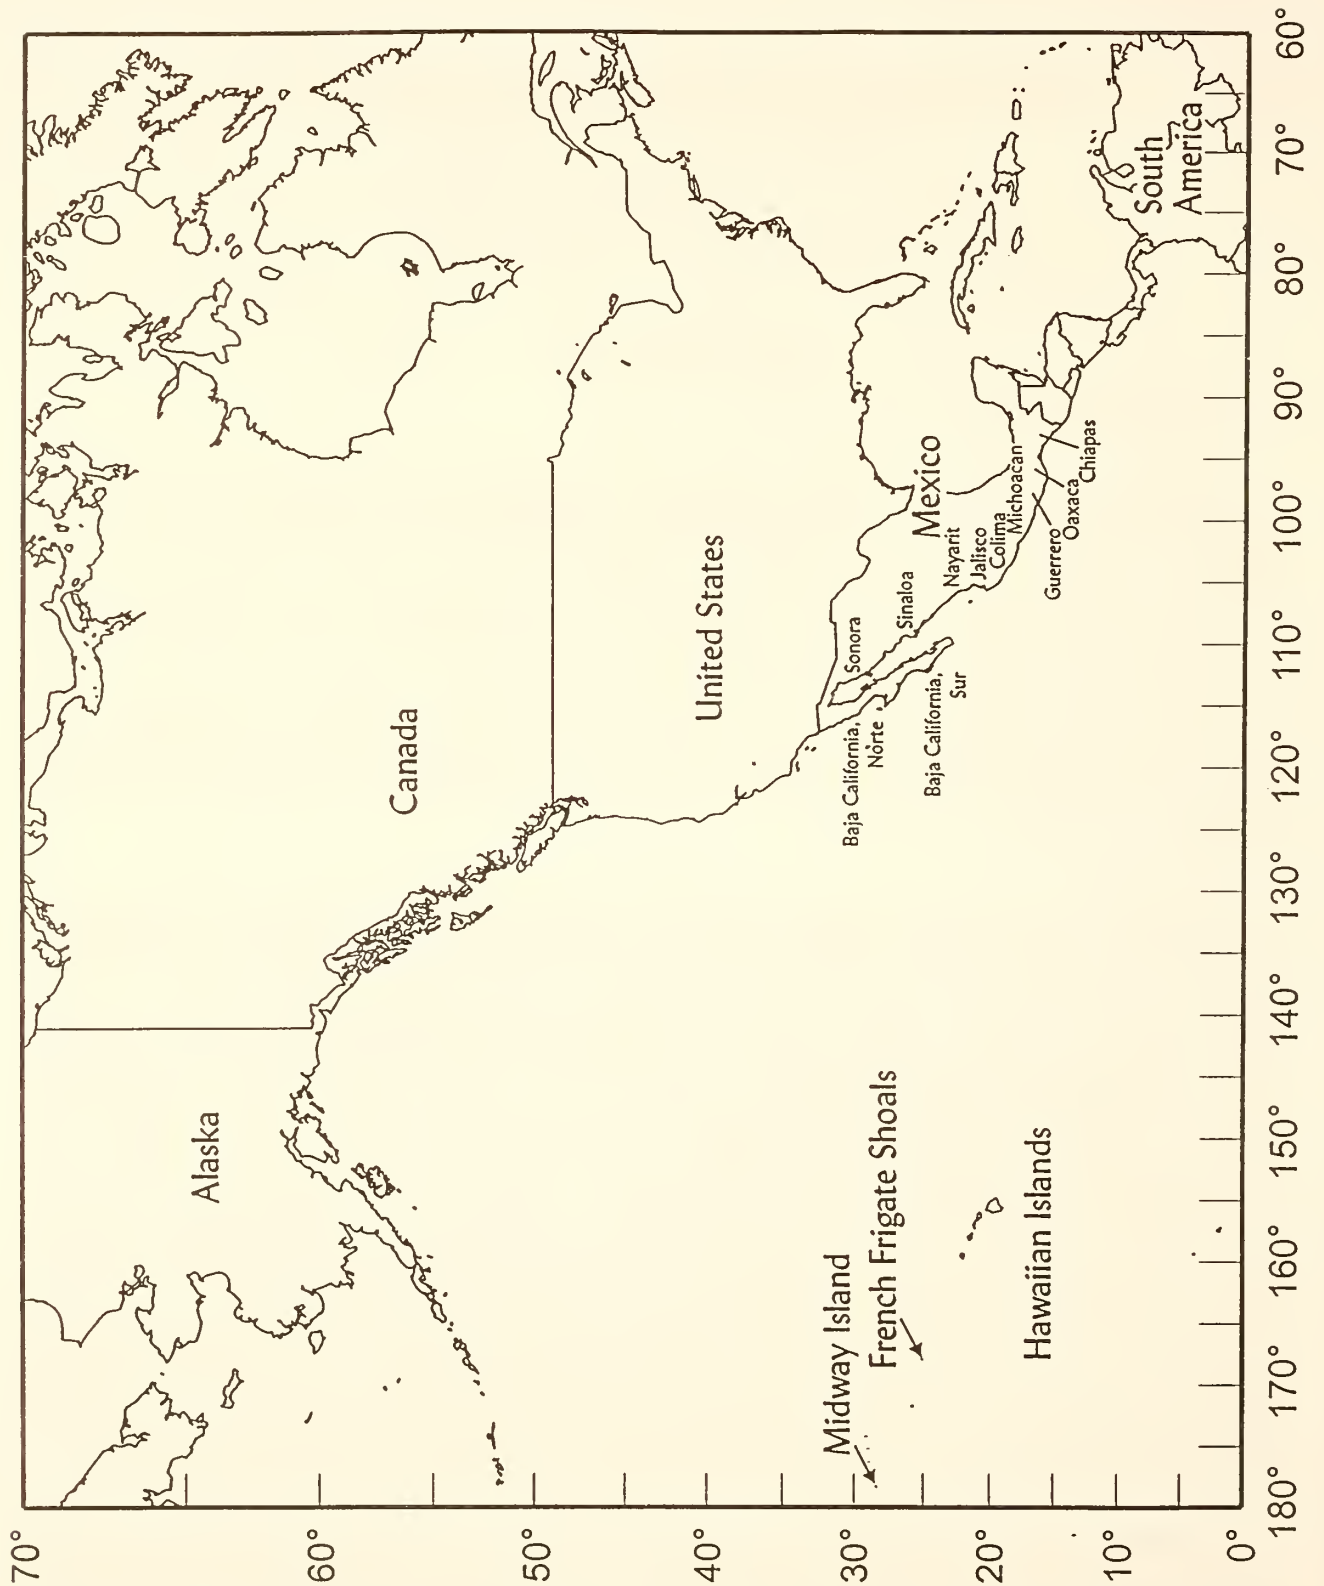 70°
60°
50°
40°
30°
20°
10°
0°
180°
170°
160°
150°
140°
130°
120°
110°
100°
90°
80°
70°
60°
Alaska
Canada
United States
Mexico
South
America
Baja California,
Nórte
Baja California,
Sur
Sonora
Sinaloa
Nayarit
Jalisco
Colima
Michoacan
Guerrero
Oaxaca
Chiapas
Midway Island
French Frigate Shoals
Hawaiian Islands